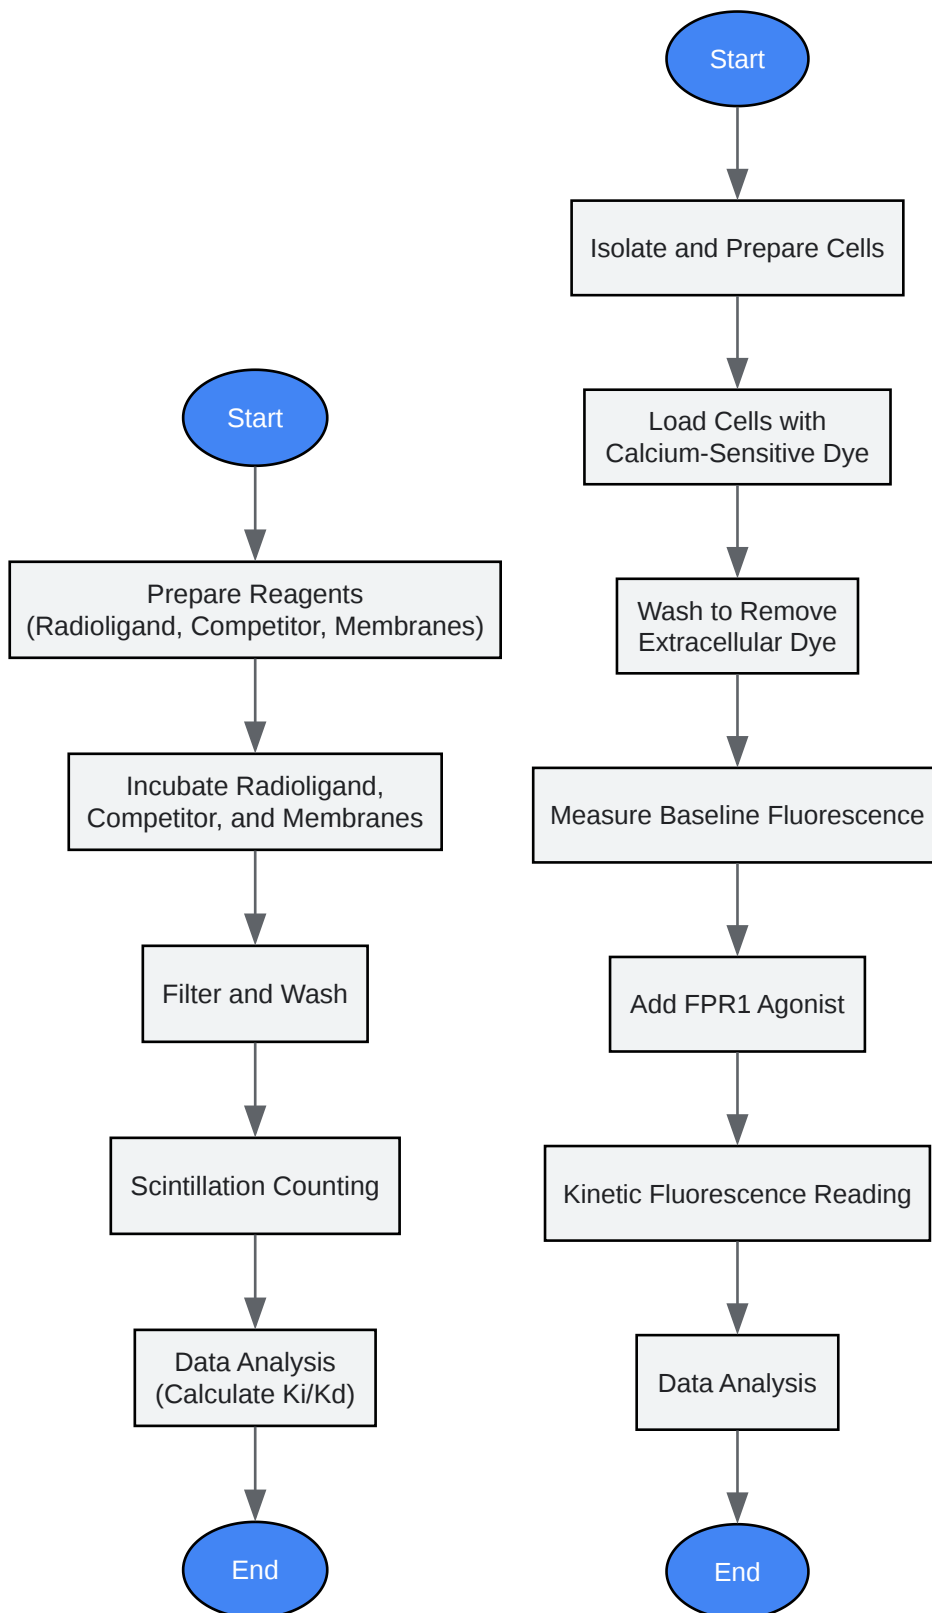 Start
Prepare Reagents
(Radioligand, Competitor, Membranes)
Incubate Radioligand,
Competitor, and Membranes
Filter and Wash
Scintillation Counting
Data Analysis
(Calculate Ki/Kd)
End
Start
Isolate and Prepare Cells
Load Cells with
Calcium-Sensitive Dye
Wash to Remove
Extracellular Dye
Measure Baseline Fluorescence
Add FPR1 Agonist
Kinetic Fluorescence Reading
Data Analysis
End